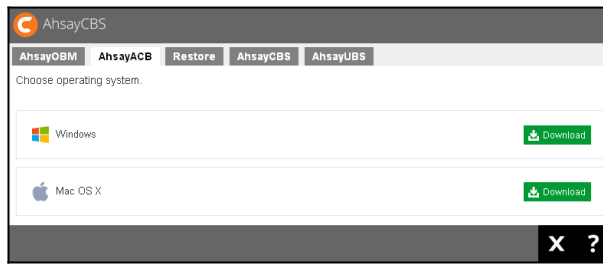 AhsayCBS
AhsayOBM AhsayACB Restore AhsayCBS AhsayUBS
Choose operating system.
Windows Download
Mac OS X Download
X ?